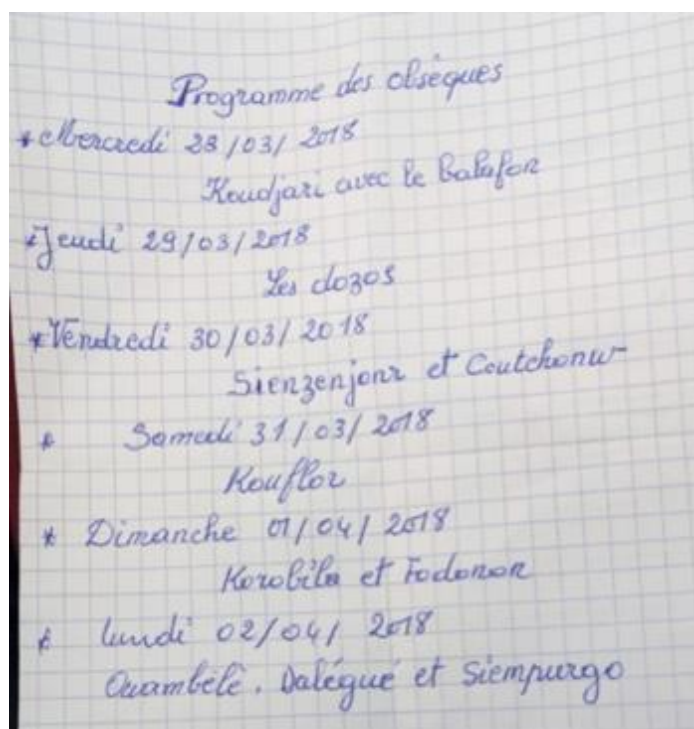 Programme des obsèques
* Mercredi 28/03/2018
Koudjari avec le Balafon
* Jeudi 29/03/2018
Les dozos
* Vendredi 30/03/2018
Sienzenjonr et Coutchonw
* Samedi 31/03/2018
Kouflor
* Dimanche 01/04/2018
Korobila et Fodonon
* lundi 02/04/2018
Ouambélè, Dalégué et Siempurgo